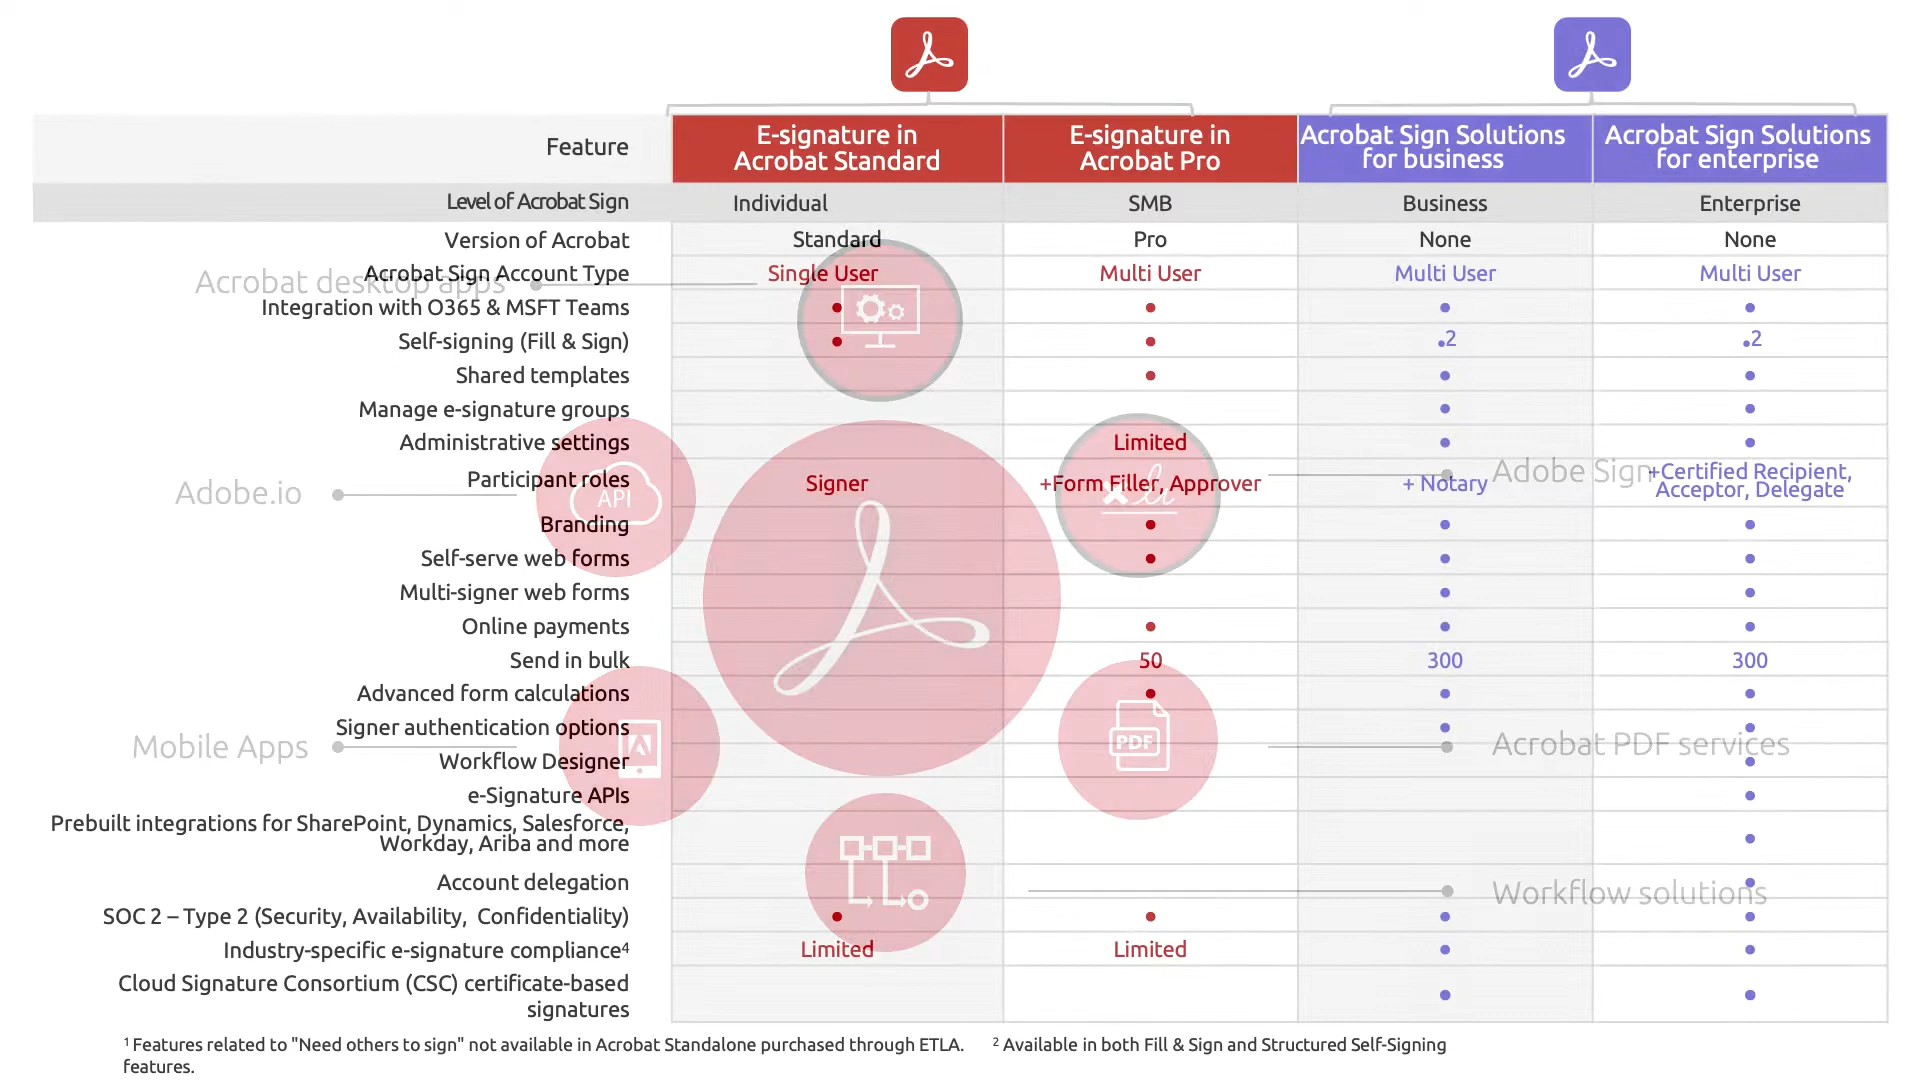 Feature
E-signature in
Acrobat Standard
E-signature in
Acrobat Pro
Acrobat Sign Solutions
for business
Acrobat Sign Solutions
for enterprise
Level of Acrobat Sign Individual SMB Business Enterprise
Version of Acrobat Standard Pro None None
Acrobat Sign Account Type Single User Multi User Multi User Multi User
Acrobat desktop apps
Integration with O365 & MSFT Teams
Self-signing (Fill & Sign) 2 2
Shared templates
Manage e-signature groups
Administrative settings Limited
Participant roles Signer +Form Filler, Approver + Notary +Certified Recipient,
Acceptor, Delegate
Adobe Sign
Adobe.io
API
Branding
Self-serve web forms
Multi-signer web forms
Online payments
Send in bulk 50 300 300
Advanced form calculations
Signer authentication options
Mobile Apps
PDF
Acrobat PDF services
Workflow Designer
e-Signature APIs
Prebuilt integrations for SharePoint, Dynamics, Salesforce,
Workday, Ariba and more
Account delegation
Workflow solutions
SOC 2 – Type 2 (Security, Availability, Confidentiality)
Industry-specific e-signature compliance4 Limited Limited
Cloud Signature Consortium (CSC) certificate-based
signatures
1 Features related to "Need others to sign" not available in Acrobat Standalone purchased through ETLA. 2 Available in both Fill & Sign and Structured Self-Signing
features.